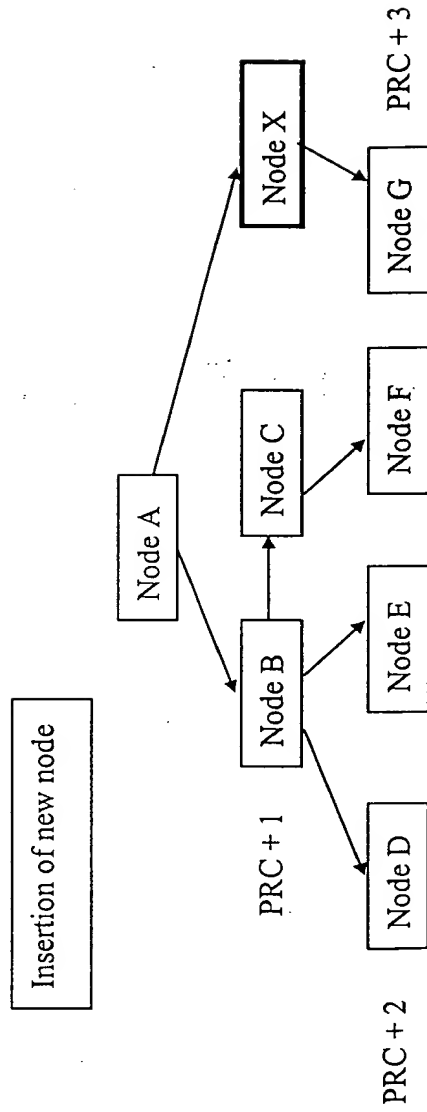 Insertion of new node
Node A
PRC + 1
Node B
Node C
Node X
PRC + 2
Node D
Node E
Node F
Node G
PRC + 3